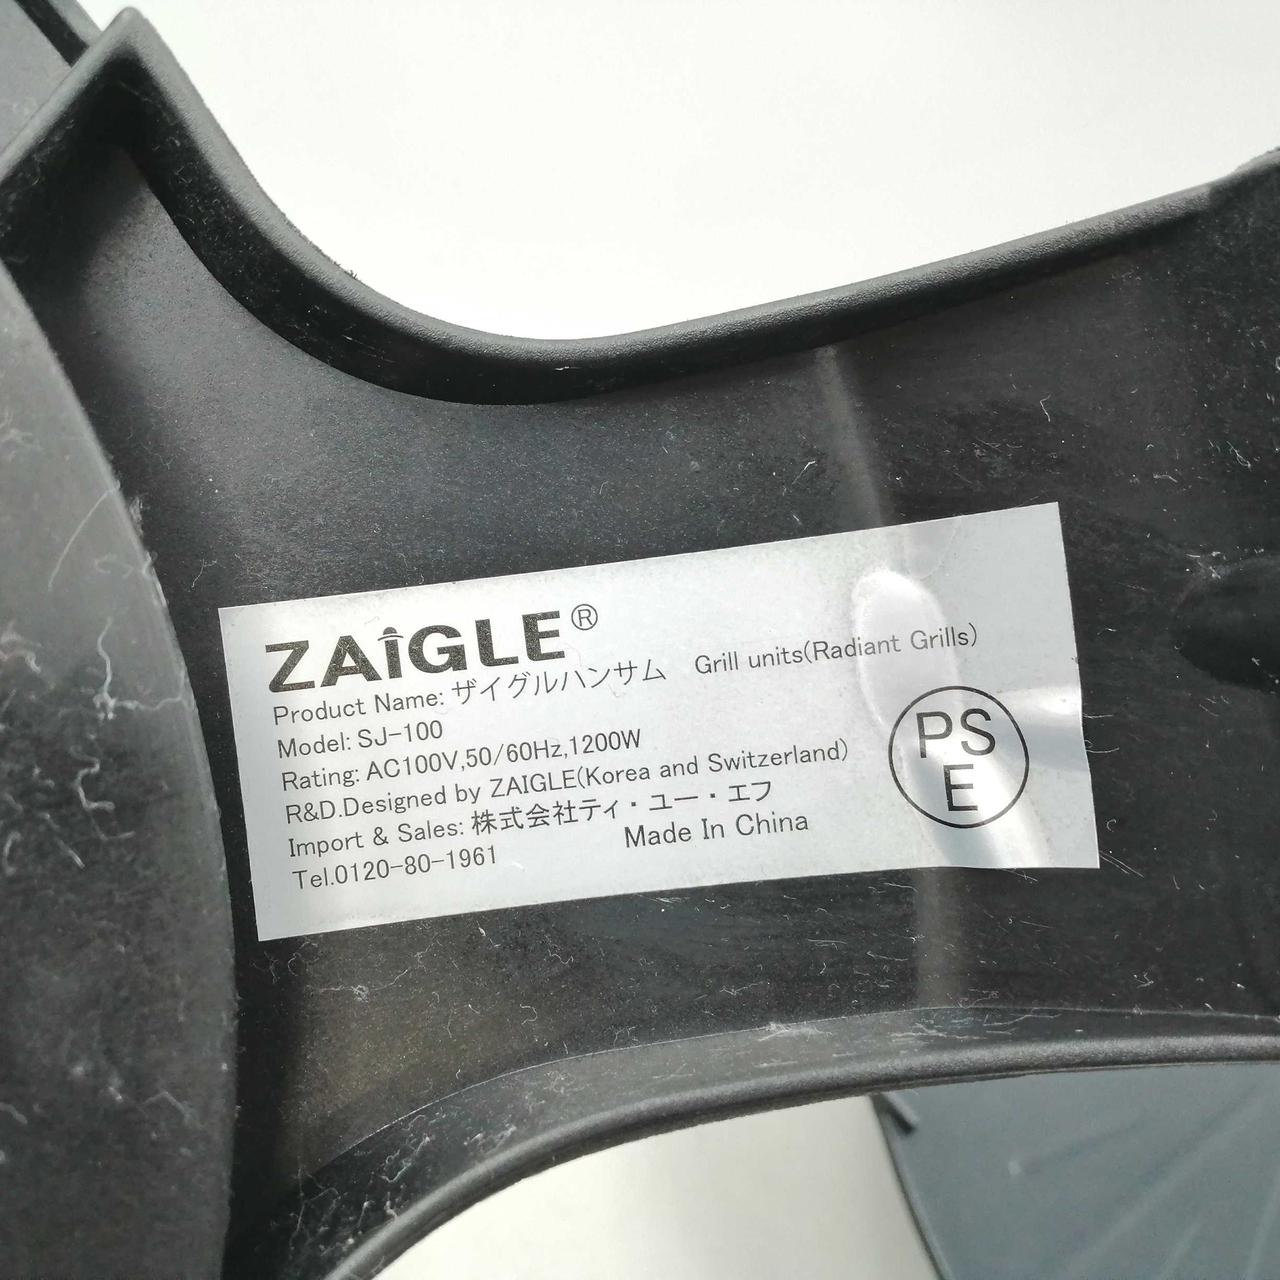 ZAiGLE®
Product Name: ザイグルハンサム Grill units(Radiant Grills)
Model: SJ-100
Rating: AC100V,50/60Hz,1200W
R&D.Designed by ZAIGLE(Korea and Switzerland)
Import & Sales: 株式会社ティ・ユー・エフ
Tel.0120-80-1961 Made In China
PS
E